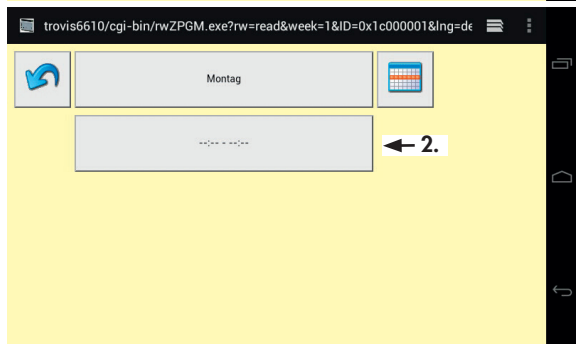 trovis6610/cgi-bin/rwZPGM.exe?rw=read&week=1&ID=0x1c000001&lng=de
Montag
--:-- - --:--
2.